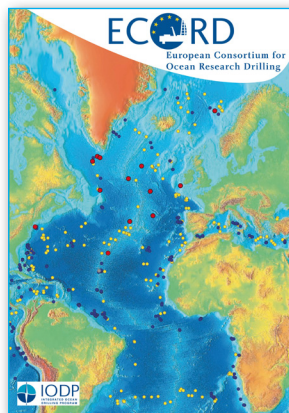 ECORD
European Consortium for
Ocean Research Drilling
IODP
INTEGRATED OCEAN
DRILLING PROGRAM